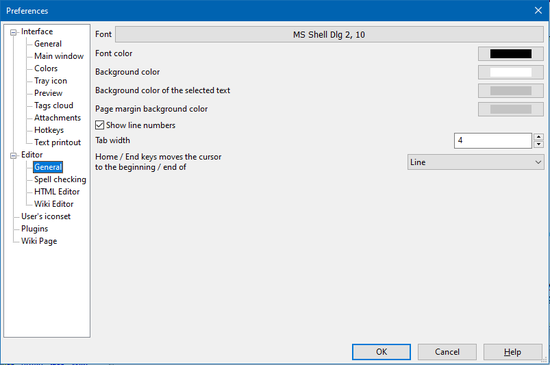 Preferences
Interface
General
Main window
Colors
Tray icon
Preview
Tags cloud
Attachments
Hotkeys
Text printout
Editor
General
Spell checking
HTML Editor
Wiki Editor
User's iconset
Plugins
Wiki Page
Font MS Shell Dlg 2, 10
Font color
Background color
Background color of the selected text
Page margin background color
Show line numbers
Tab width 4
Home / End keys moves the cursor
to the beginning / end of Line
OK Cancel Help